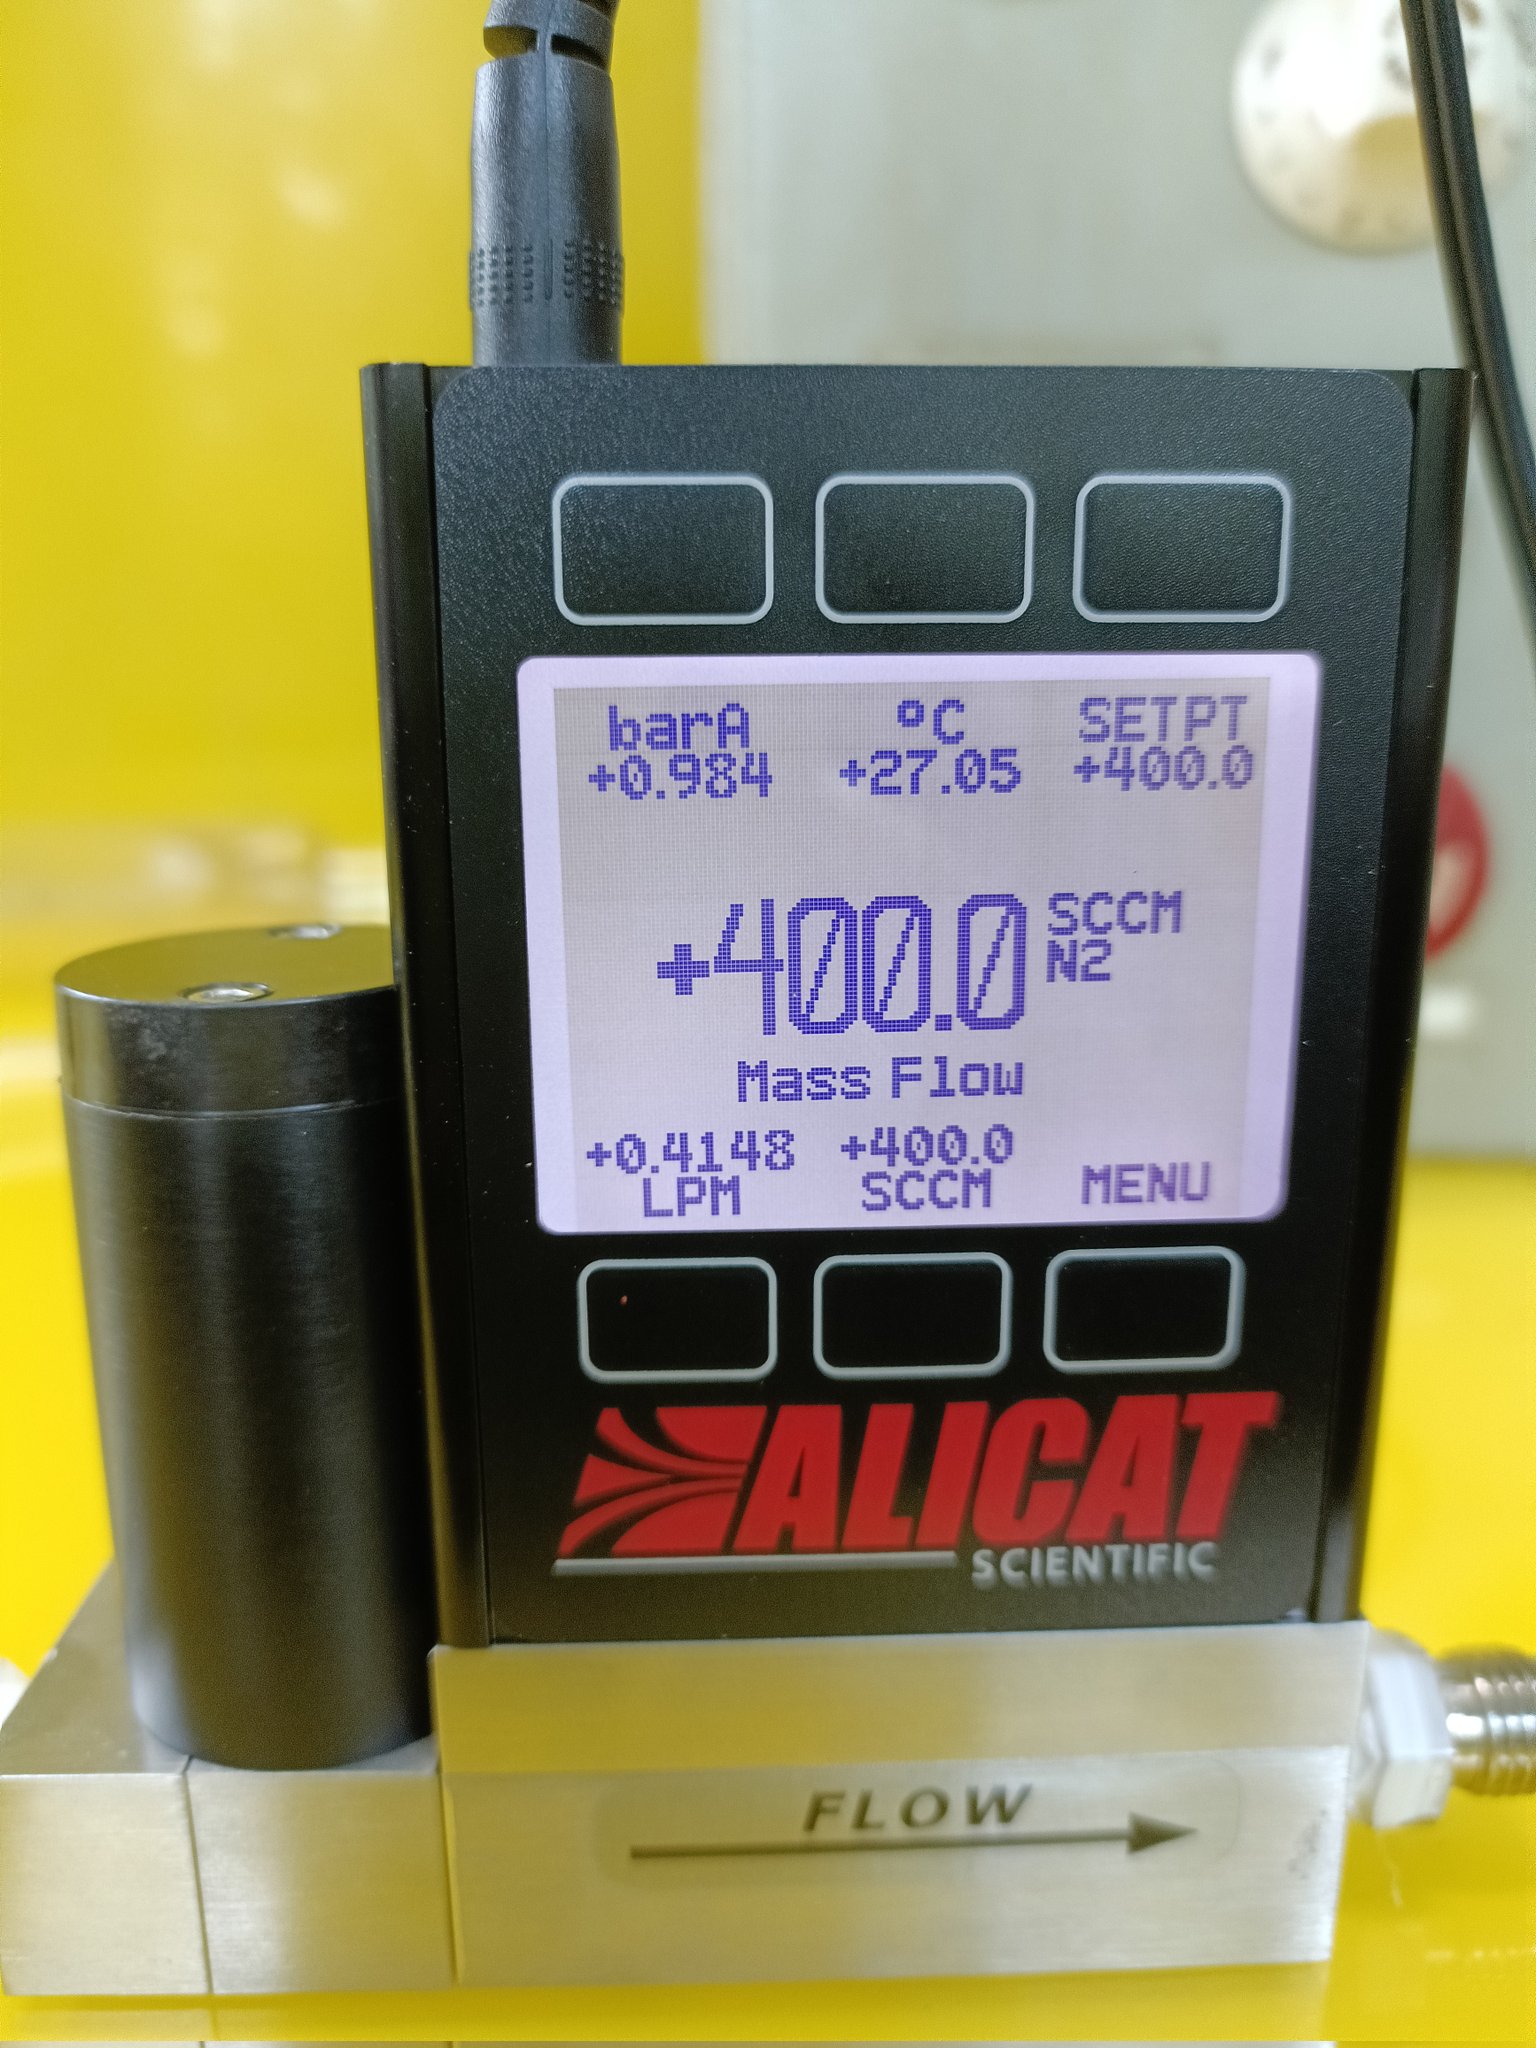 barA °C SETPT
+0.984 +27.05 +400.0
+400.0 SCCM
N2
Mass Flow
+0.4148 +400.0
LPM SCCM MENU
ALICAT
SCIENTIFIC
FLOW